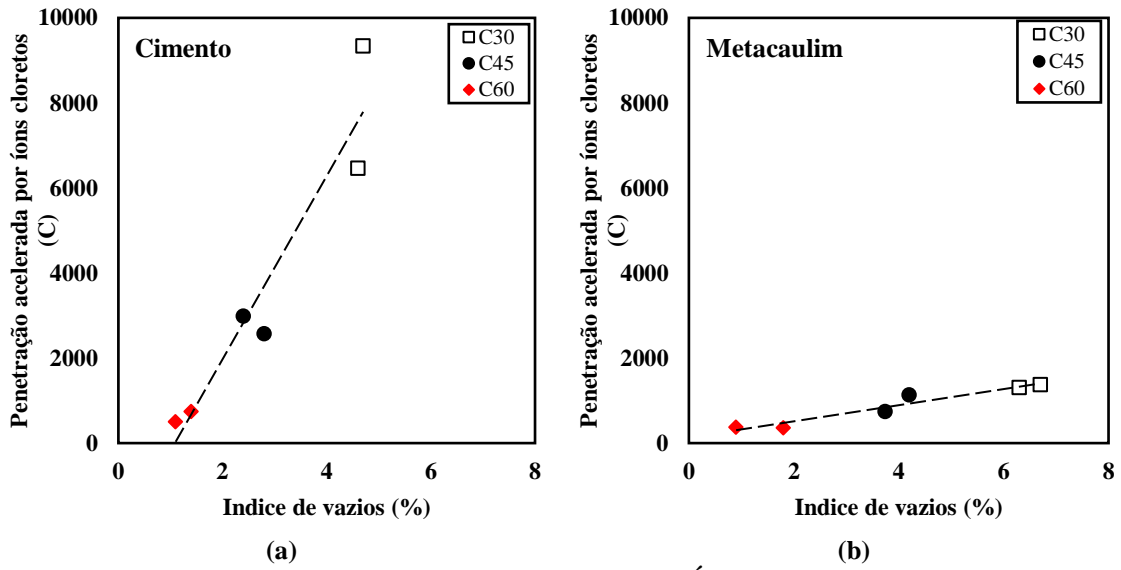 10000
8000
6000
4000
2000
0
Penetração acelerada por íons cloretos
(C)
Cimento
C30
C45
C60
0 2 4 6 8
Indice de vazios (%)
(a)
10000
8000
6000
4000
2000
0
Penetração acelerada por íons cloretos
(C)
Metacaulim
C30
C45
C60
0 2 4 6 8
Indice de vazios (%)
(b)